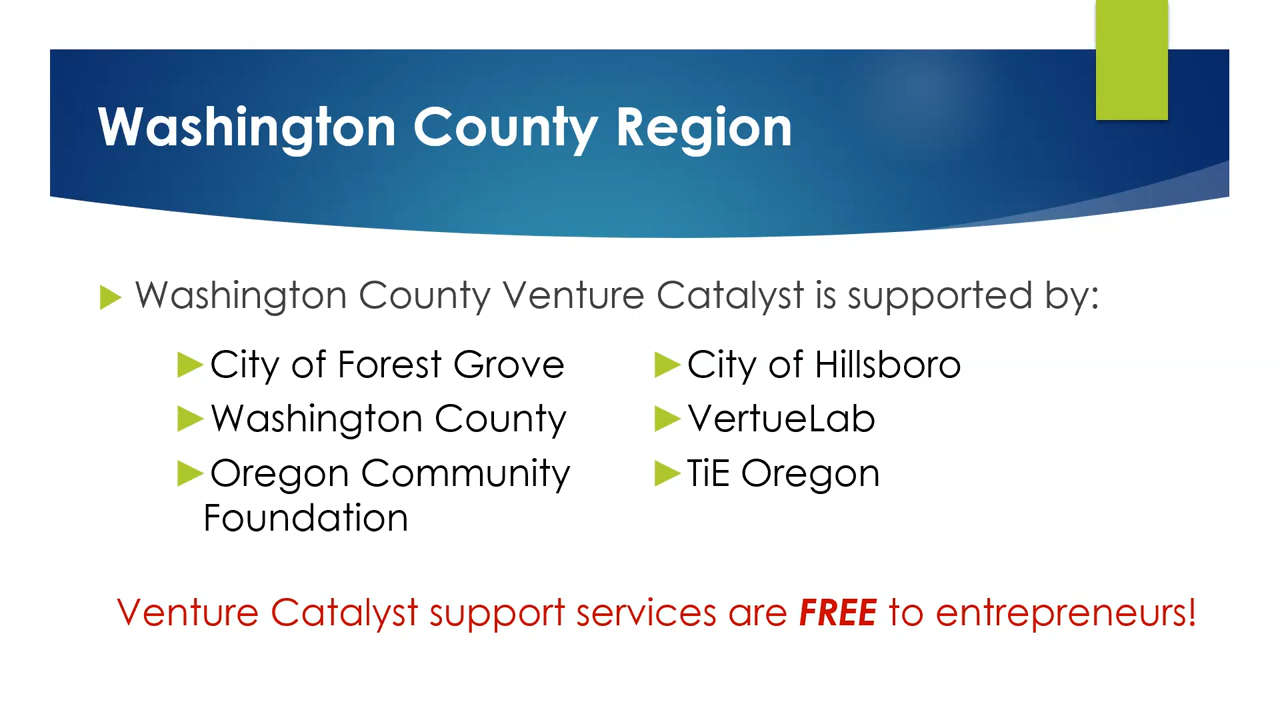 Washington County Region
Washington County Venture Catalyst is supported by:
City of Forest Grove
Washington County
Oregon Community
Foundation
City of Hillsboro
VertueLab
TiE Oregon
Venture Catalyst support services are FREE to entrepreneurs!